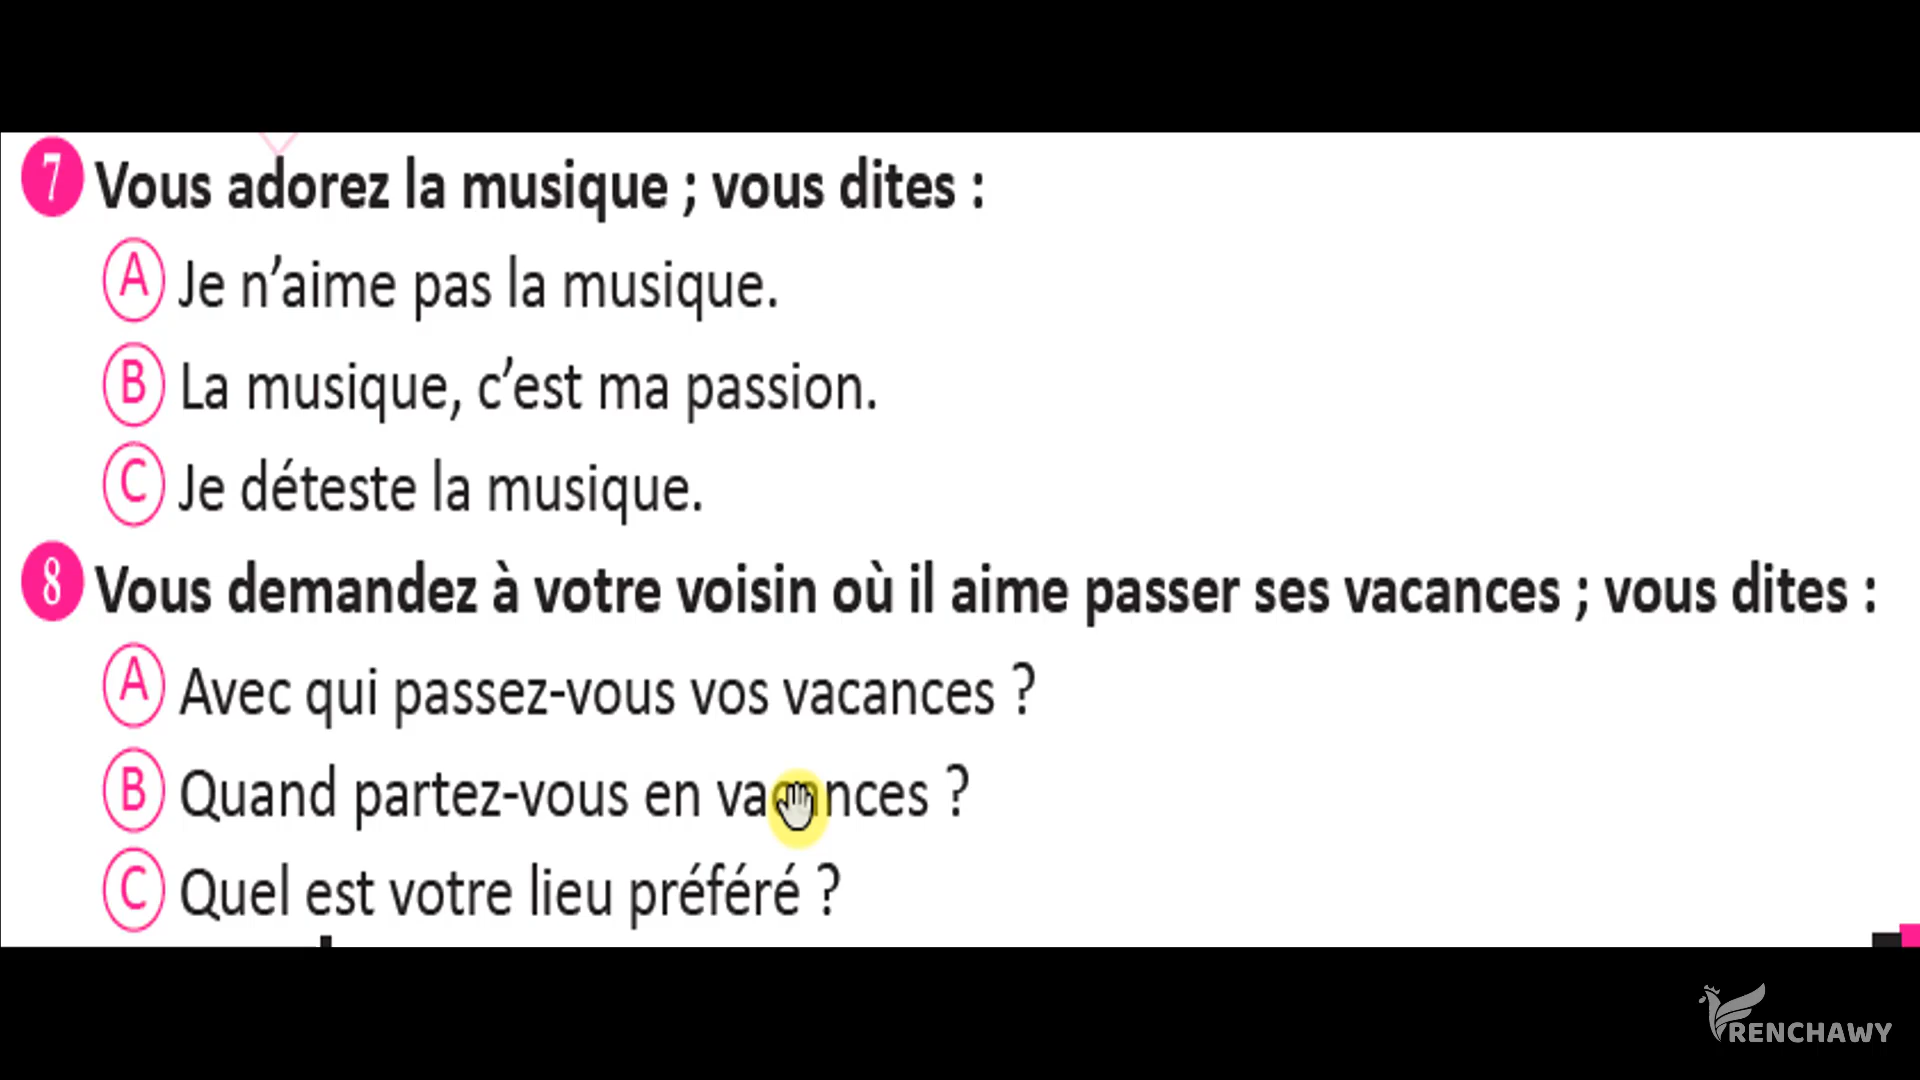 7 Vous adorez la musique ; vous dites :
A Je n’aime pas la musique.
B La musique, c’est ma passion.
C Je déteste la musique.
8 Vous demandez à votre voisin où il aime passer ses vacances ; vous dites :
A Avec qui passez-vous vos vacances ?
B Quand partez-vous en vacances ?
C Quel est votre lieu préféré ?
RENCHAWY